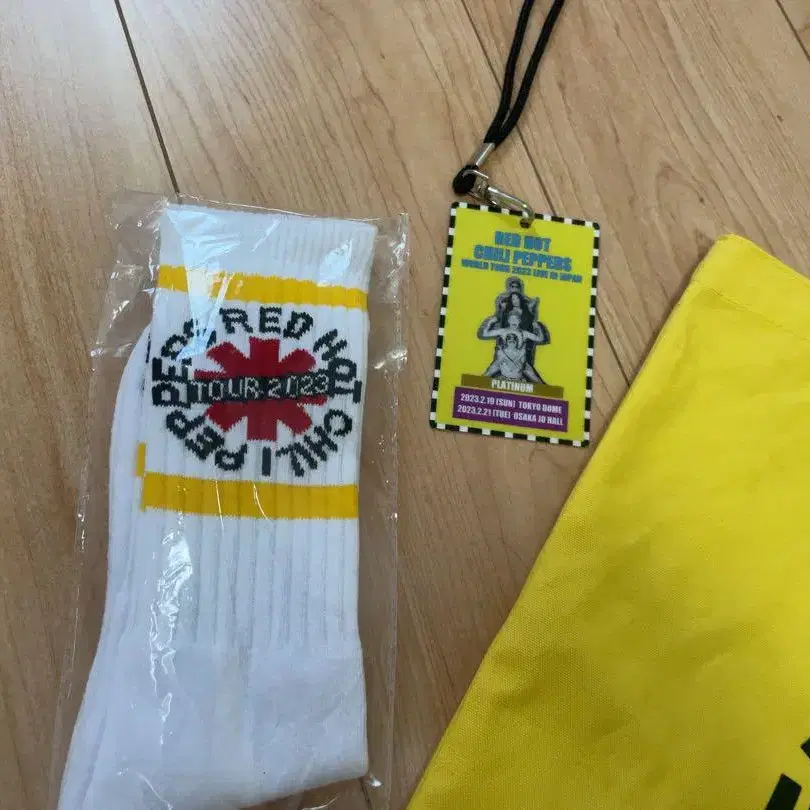 RED HOT CHILI PEPPERS
TOUR 2023
RED HOT
CHILI PEPPERS
WORLD TOUR 2023 LIVE IN JAPAN
PLATINUM
2023.2.19 [SUN] TOKYO DOME
2023.2.21 [TUE] OSAKA JO HALL